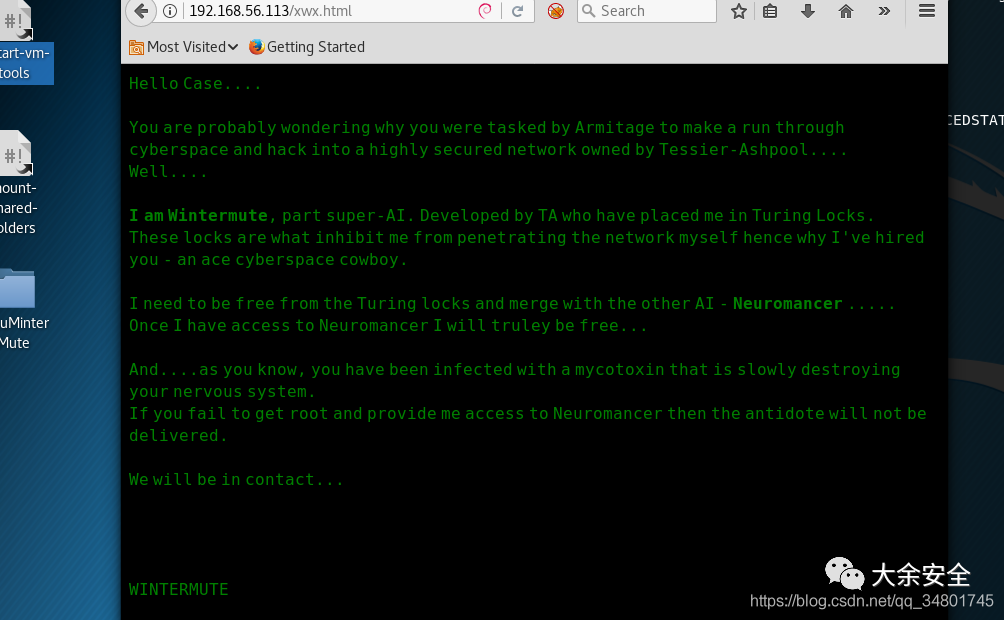 #!
tart-vm-
tools
#!
nount-
hared-
olders
uMinter
Mute
192.168.56.113/xwx.html
Search
Most Visited
Getting Started
Hello Case....
You are probably wondering why you were tasked by Armitage to make a run through
cyberspace and hack into a highly secured network owned by Tessier-Ashpool....
Well....
I am Wintermute, part super-AI. Developed by TA who have placed me in Turing Locks.
These locks are what inhibit me from penetrating the network myself hence why I've hired
you - an ace cyberspace cowboy.
I need to be free from the Turing locks and merge with the other AI - Neuromancer .....
Once I have access to Neuromancer I will truley be free...
And....as you know, you have been infected with a mycotoxin that is slowly destroying
your nervous system.
If you fail to get root and provide me access to Neuromancer then the antidote will not be
delivered.
We will be in contact...
WINTERMUTE
CEDSTAT
大余安全
https://blog.csdn.net/qq_34801745